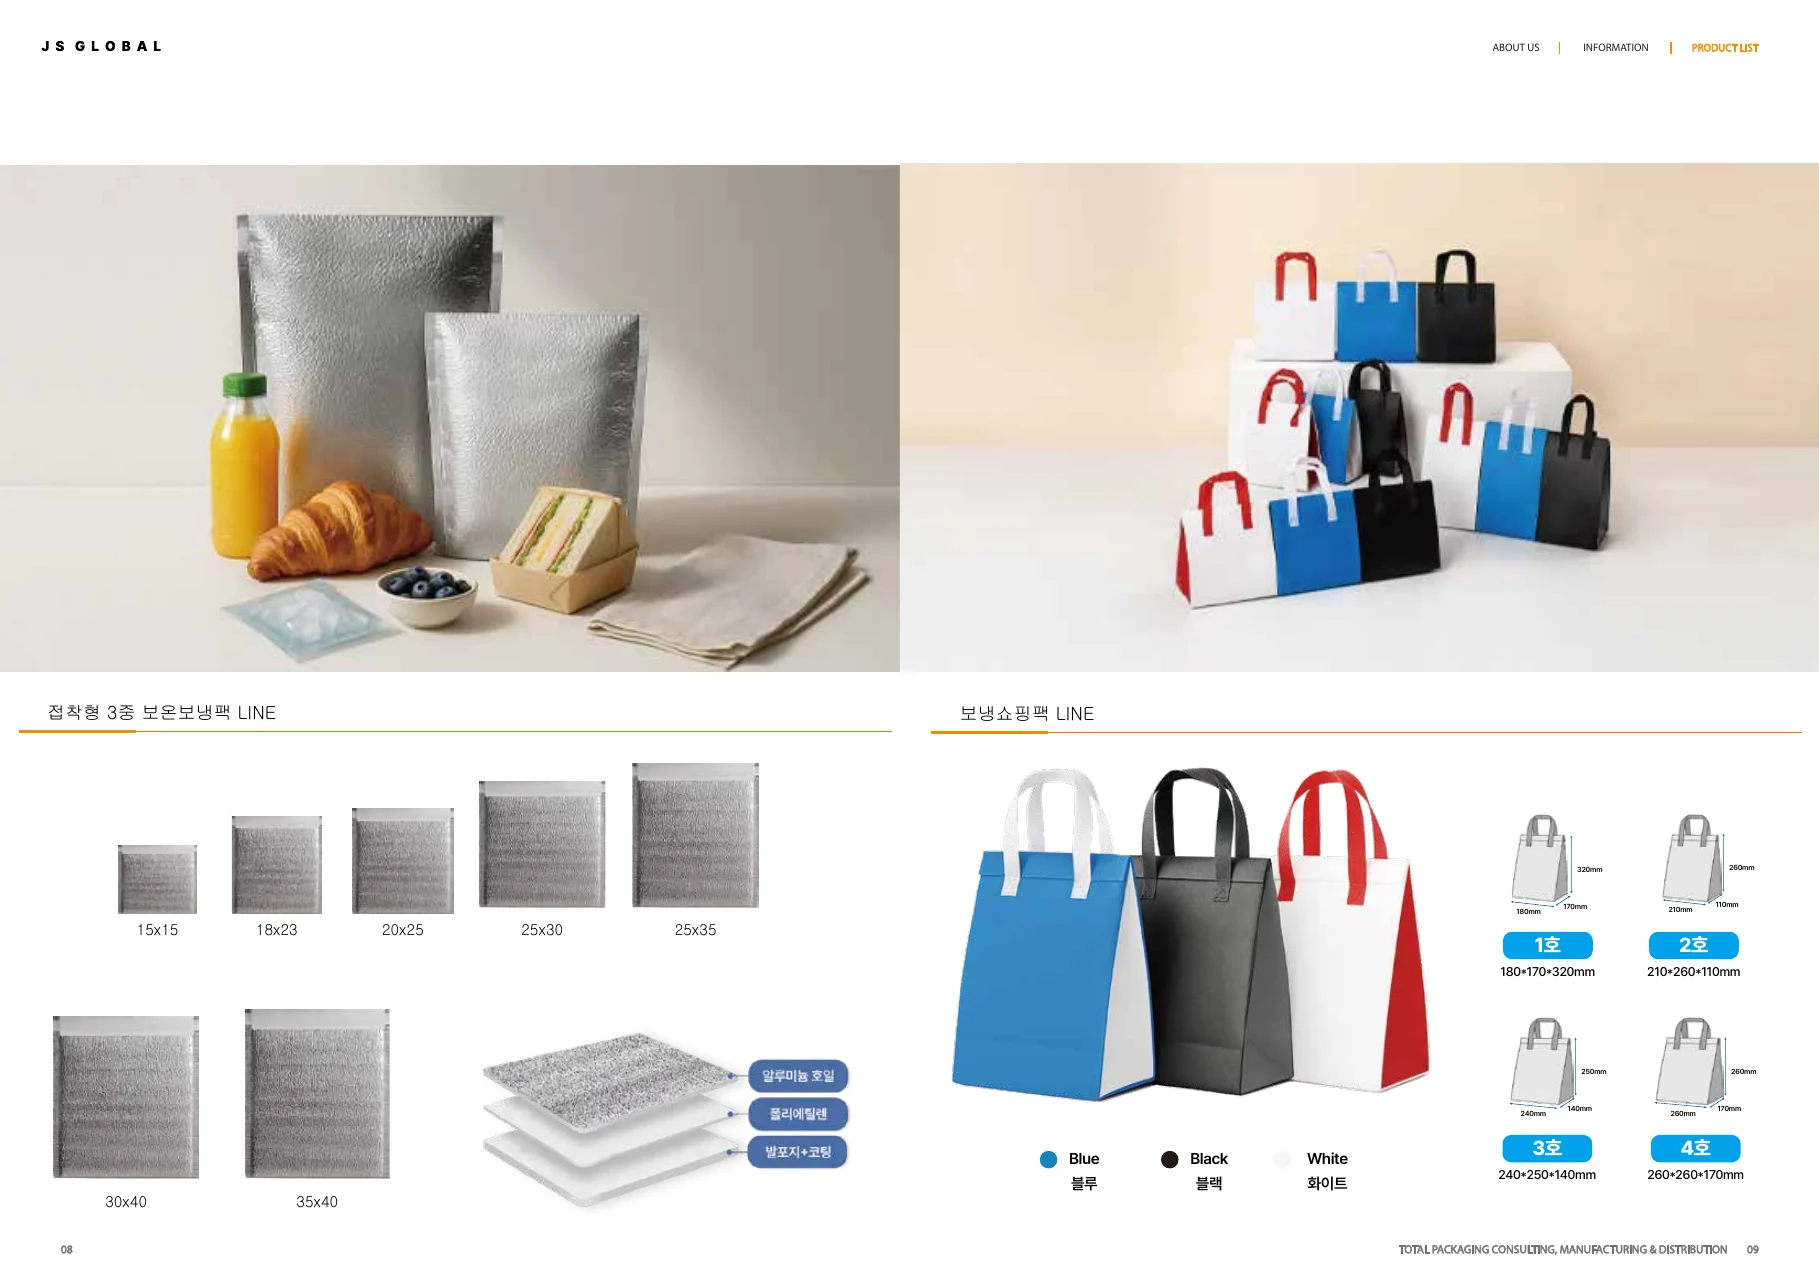 JS GLOBAL
ABOUT US | INFORMATION | PRODUCT LIST
접착형 3중 보온보냉팩 LINE
15x15
18x23
20x25
25x30
25x35
30x40
35x40
알루미늄 호일
폴리에틸렌
발포지+코팅
08
보냉쇼핑팩 LINE
Blue
블루
Black
블랙
White
화이트
320mm
180mm
170mm
1호
180*170*320mm
260mm
210mm
110mm
2호
210*260*110mm
250mm
240mm
140mm
3호
240*250*140mm
260mm
260mm
170mm
4호
260*260*170mm
TOTAL PACKAGING CONSULTING, MANUFACTURING & DISTRIBUTION 09